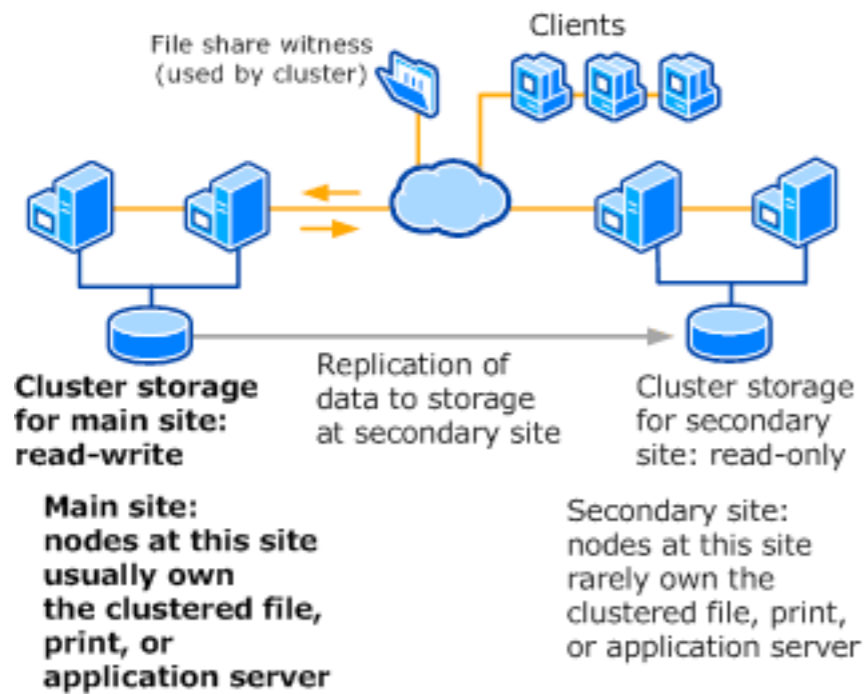 Clients
File share witness
(used by cluster)
Replication of
data to storage
at secondary site
Cluster storage
for main site:
read-write
Cluster storage
for secondary
site: read-only
Main site:
nodes at this site
usually own
the clustered file,
print, or
application server
Secondary site:
nodes at this site
rarely own the
clustered file, print,
or application server